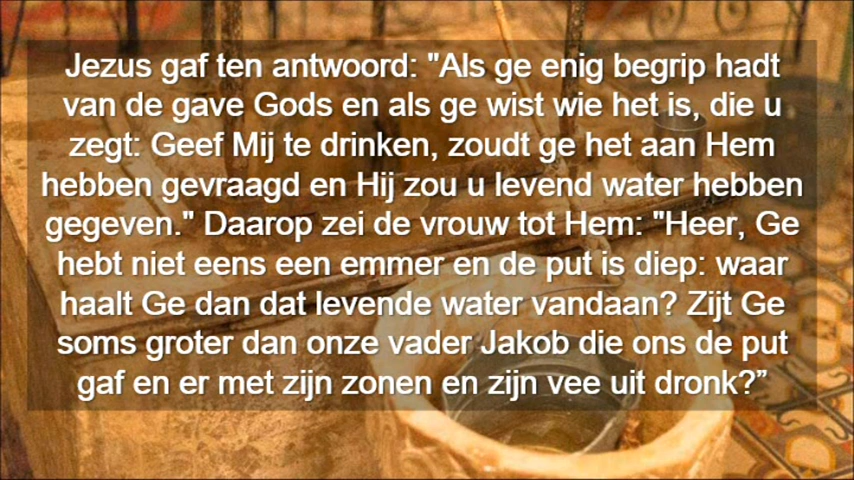 Jezus gaf ten antwoord: "Als ge enig begrip hadt
van de gave Gods en als ge wist wie het is, die u
zegt: Geef Mij te drinken, zoudt ge het aan Hem
hebben gevraagd en Hij zou u levend water hebben
gegeven." Daarop zei de vrouw tot Hem: "Heer, Ge
hebt niet eens een emmer en de put is diep: waar
haalt Ge dan dat levende water vandaan? Zijt Ge
soms groter dan onze vader Jakob die ons de put
gaf en er met zijn zonen en zijn vee uit dronk?”